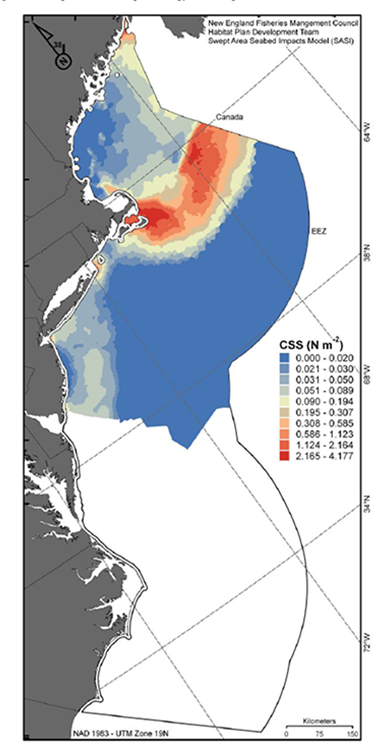 New England Fisheries Mangement Council
Habitat Plan Development Team
Swept Area Seabed Impacts Model (SASI)
38
N
Canada
64°W
EEZ
38°N
CSS (N m⁻²)
0.000 - 0.020
0.021 - 0.030
0.031 - 0.050
0.051 - 0.089
0.090 - 0.194
0.195 - 0.307
0.308 - 0.585
0.586 - 1.123
1.124 - 2.164
2.165 - 4.177
68°W
34°N
72°W
Kilometers
0 75 150
NAD 1983 - UTM Zone 19N